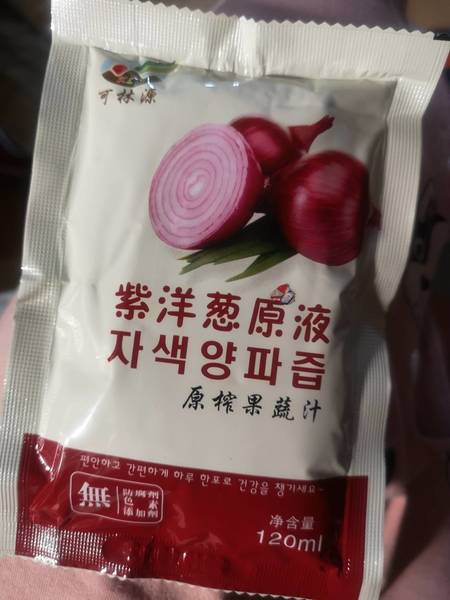 可林源
紫洋葱原液
자색양파즙
原榨果蔬汁
편안하고 간편하게 하루 한포로 건강을 챙기세요~
無
防腐剂
色素
添加剂
净含量
120ml